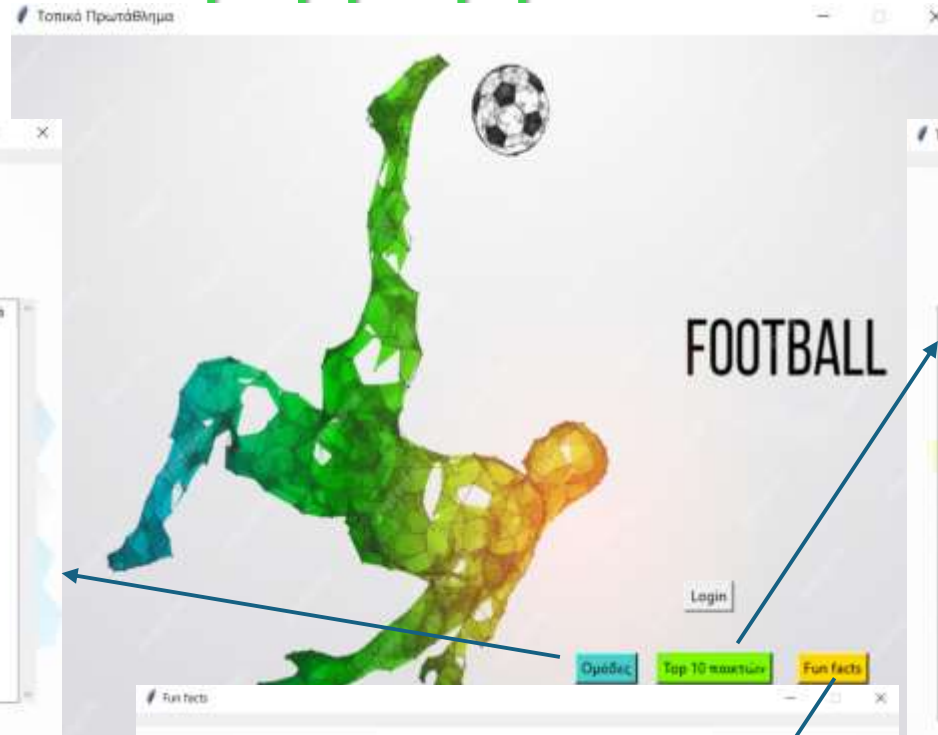 Τοπικό Πρωτάθλημα
FOOTBALL
Login
Ομάδες
Top 10 παικτών
Fun facts
Fun facts